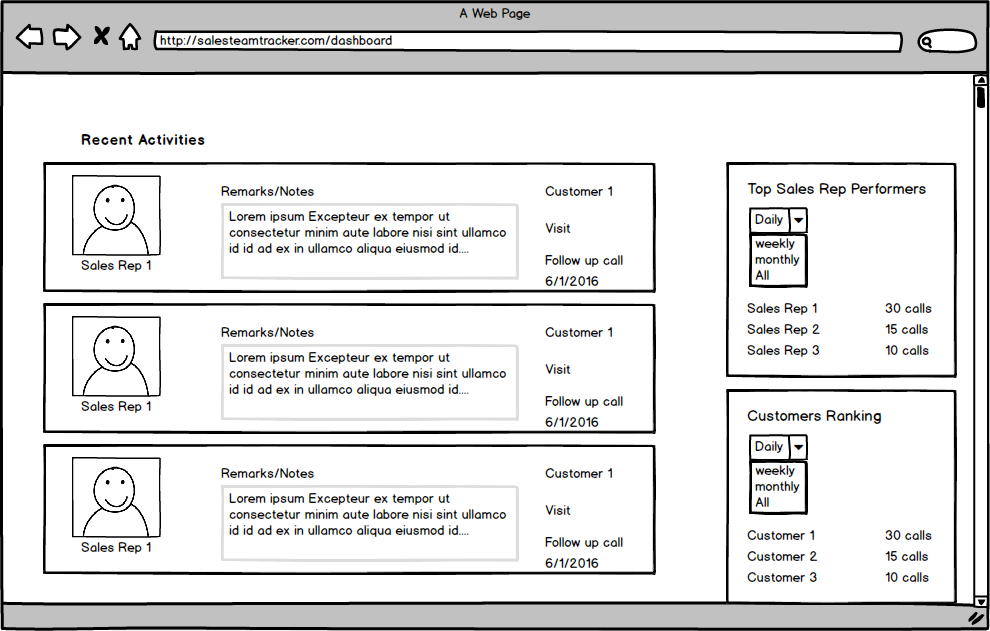 A Web Page
http://salesteamtracker.com/dashboard
Recent Activities
Sales Rep 1
Remarks/Notes
Lorem ipsum Excepteur ex tempor ut
consectetur minim aute labore nisi sint ullamco
id id ad ex in ullamco aliqua eiusmod id....
Customer 1
Visit
Follow up call
6/1/2016
Sales Rep 1
Remarks/Notes
Lorem ipsum Excepteur ex tempor ut
consectetur minim aute labore nisi sint ullamco
id id ad ex in ullamco aliqua eiusmod id....
Customer 1
Visit
Follow up call
6/1/2016
Sales Rep 1
Remarks/Notes
Lorem ipsum Excepteur ex tempor ut
consectetur minim aute labore nisi sint ullamco
id id ad ex in ullamco aliqua eiusmod id....
Customer 1
Visit
Follow up call
6/1/2016
Top Sales Rep Performers
Daily
weekly
monthly
All
Sales Rep 1 30 calls
Sales Rep 2 15 calls
Sales Rep 3 10 calls
Customers Ranking
Daily
weekly
monthly
All
Customer 1 30 calls
Customer 2 15 calls
Customer 3 10 calls